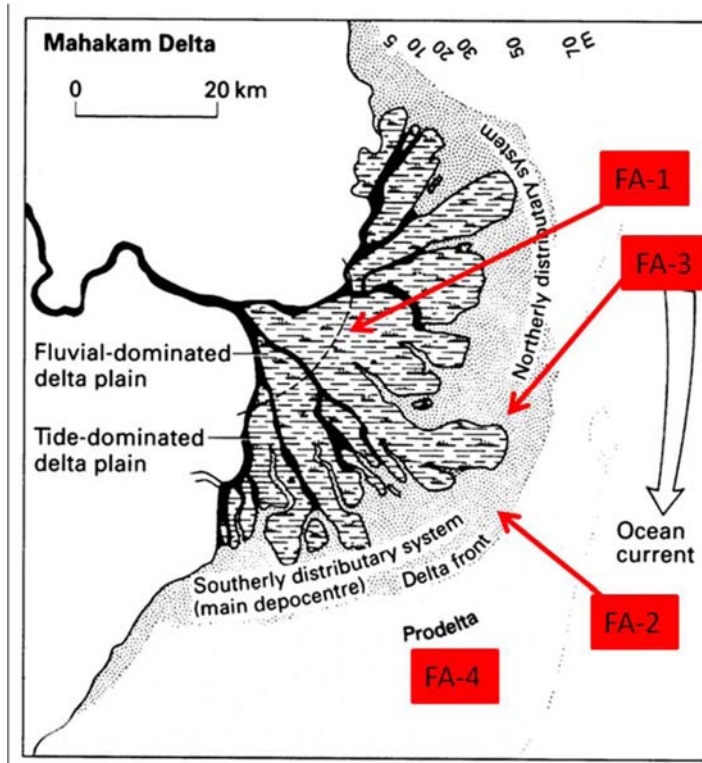 Mahakam Delta
0 20 km
5 10 20 30 50 70 m
FA-1
Northerly distributary system
FA-3
Fluvial-dominated
delta plain
Tide-dominated
delta plain
Ocean
current
Southerly distributary system
(main depocentre)
Delta front
FA-2
Prodelta
FA-4